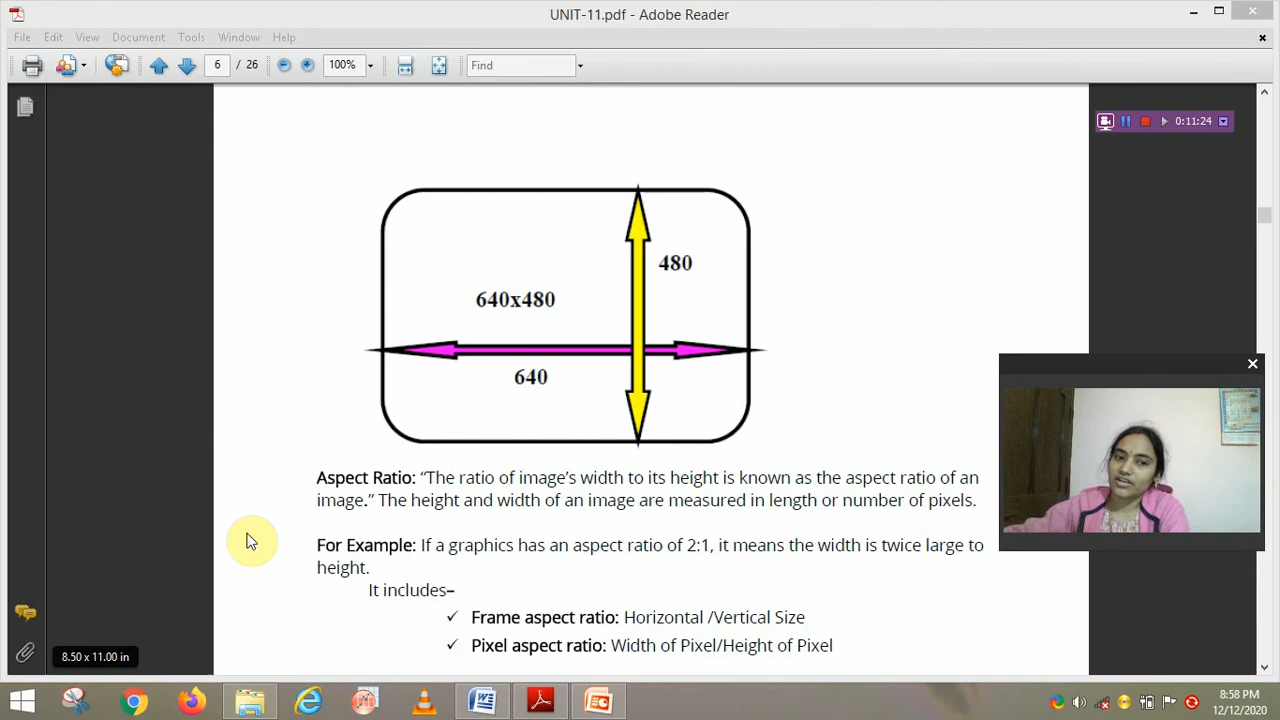 UNIT-11.pdf - Adobe Reader
File Edit View Document Tools Window Help
6 / 26 100% Find
0:11:24
480
640x480
640
Aspect Ratio: “The ratio of image’s width to its height is known as the aspect ratio of an
image.” The height and width of an image are measured in length or number of pixels.
For Example: If a graphics has an aspect ratio of 2:1, it means the width is twice large to
height.
It includes–
✓ Frame aspect ratio: Horizontal /Vertical Size
✓ Pixel aspect ratio: Width of Pixel/Height of Pixel
8.50 x 11.00 in
8:58 PM
12/12/2020